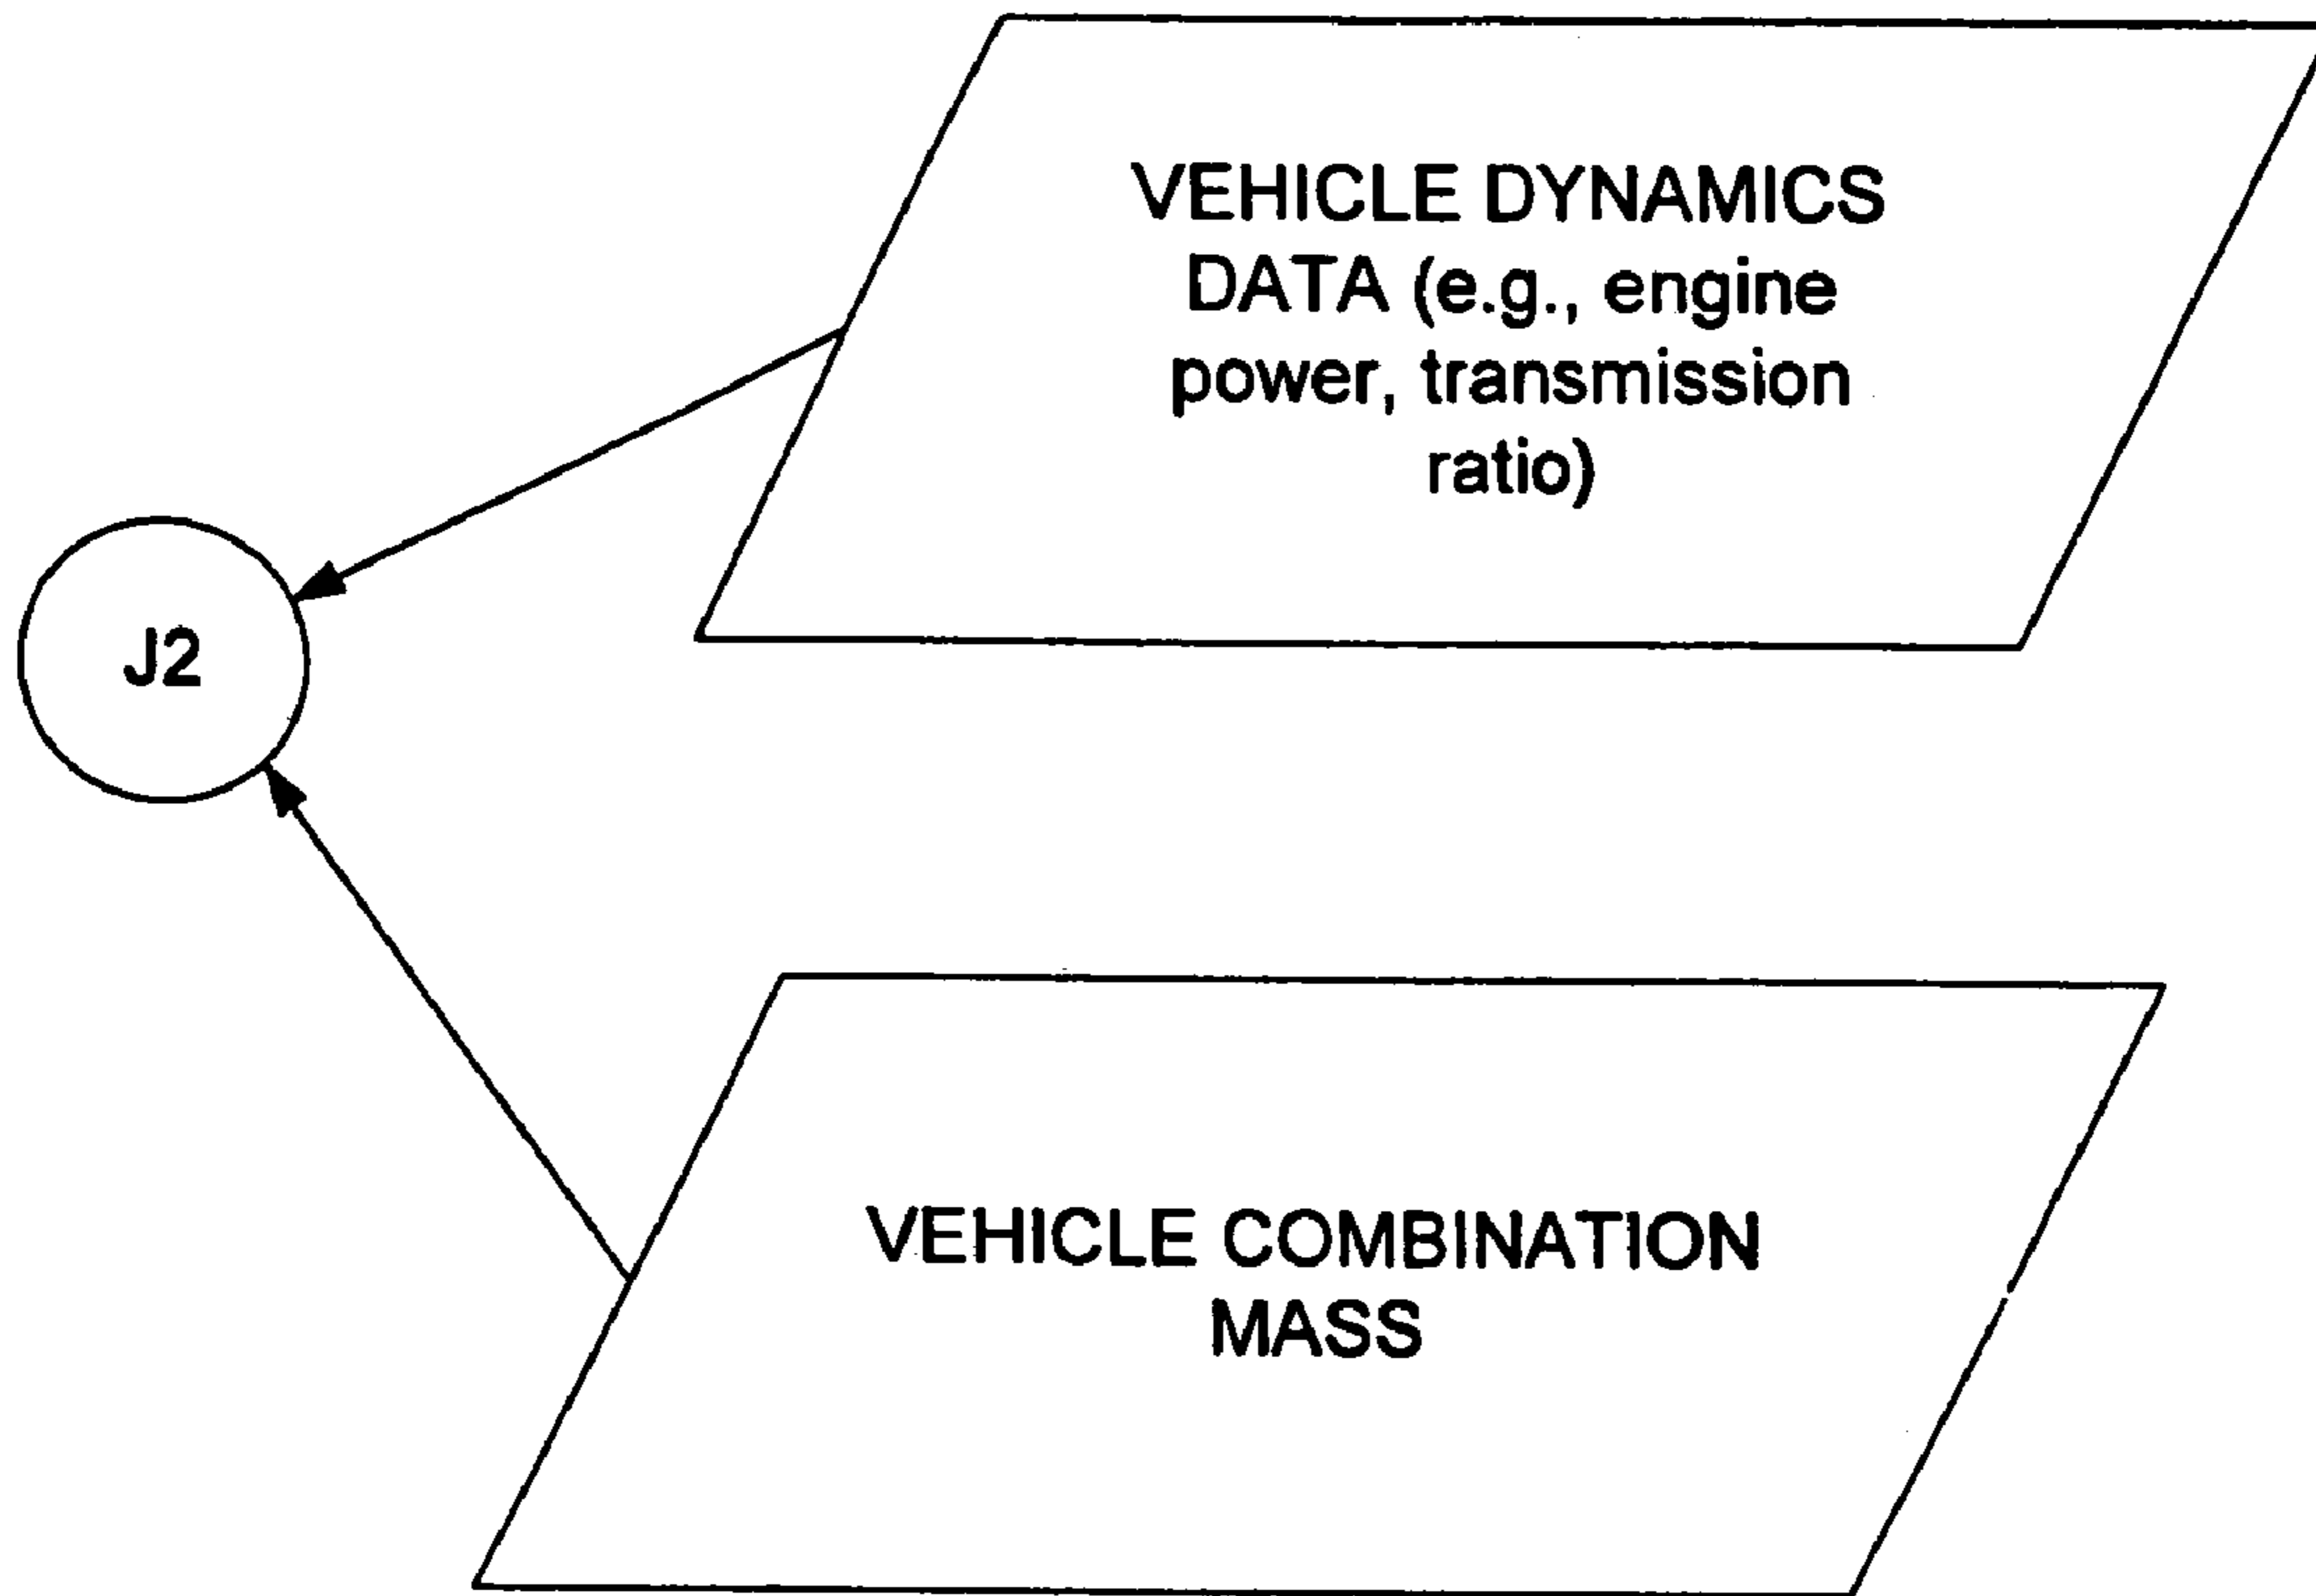 VEHICLE DYNAMICS
DATA (e.g., engine
power, transmission
ratio)
J2
VEHICLE COMBINATION
MASS